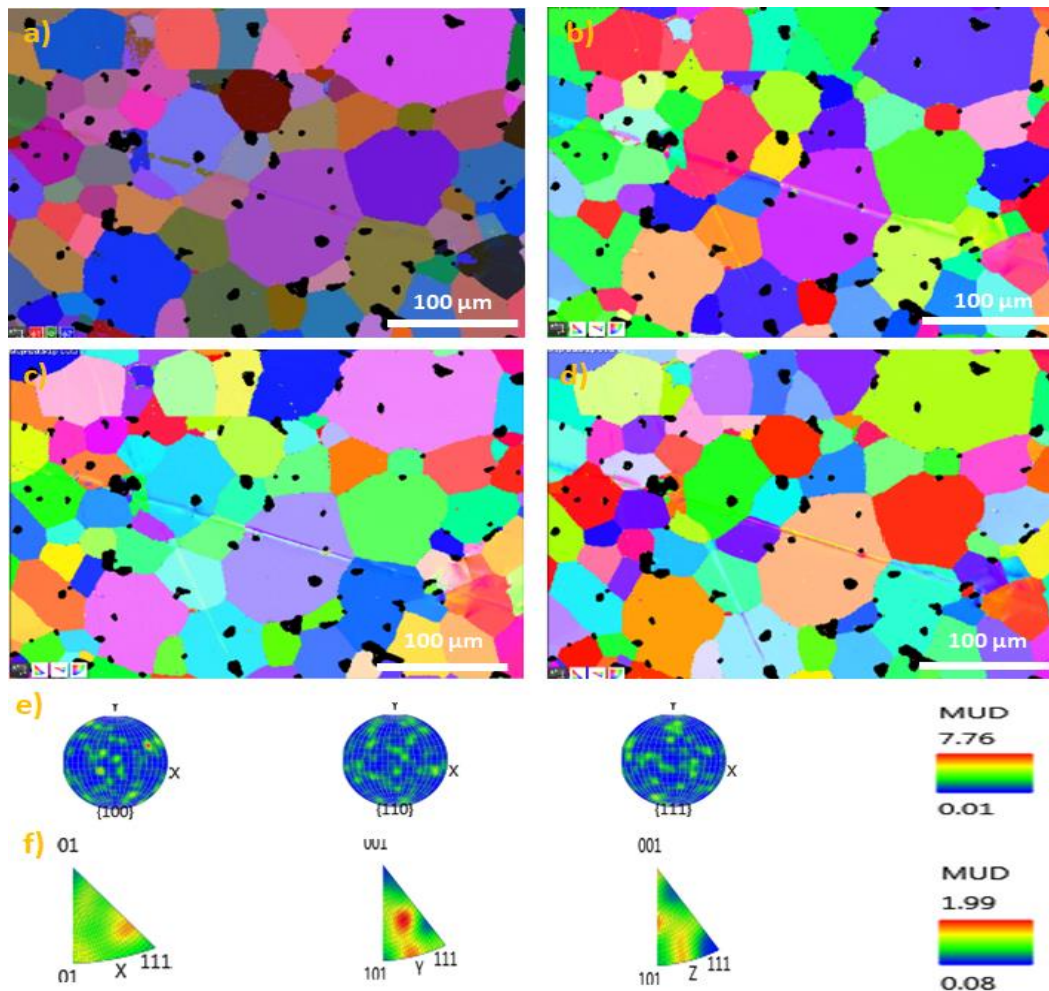 a)
b)
100 µm
100 µm
c)
d)
100 µm
100 µm
e)
Y
Y
Y
MUD
7.76
X
X
X
0.01
{100}
{110}
{111}
f)
01
001
001
MUD
1.99
01
X
111
101
Y
111
101
Z
111
0.08